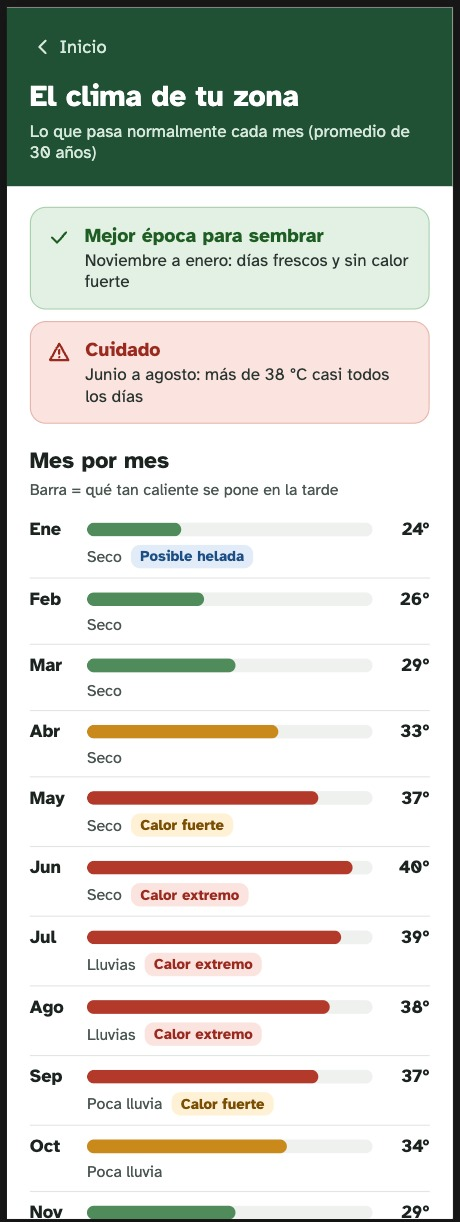 Inicio
El clima de tu zona
Lo que pasa normalmente cada mes (promedio de
30 años)
Mejor época para sembrar
Noviembre a enero: días frescos y sin calor
fuerte
Cuidado
Junio a agosto: más de 38 °C casi todos
los días
Mes por mes
Barra = qué tan caliente se pone en la tarde
Ene 24°
Seco Posible helada
Feb 26°
Seco
Mar 29°
Seco
Abr 33°
Seco
May 37°
Seco Calor fuerte
Jun 40°
Seco Calor extremo
Jul 39°
Lluvias Calor extremo
Ago 38°
Lluvias Calor extremo
Sep 37°
Poca lluvia Calor fuerte
Oct 34°
Poca lluvia
Nov 29°